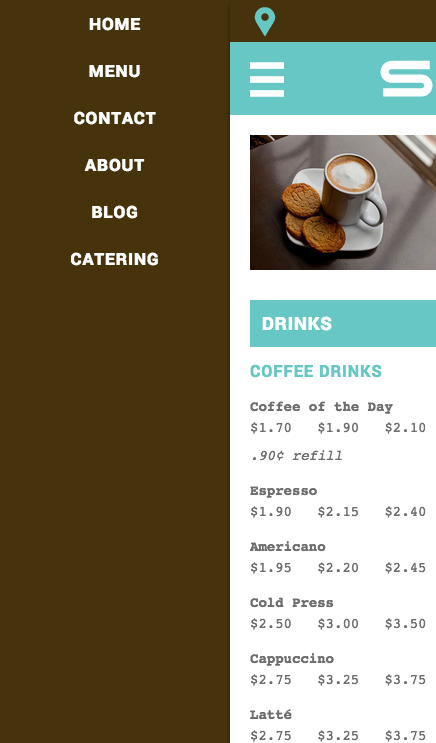 HOME
MENU
CONTACT
ABOUT
BLOG
CATERING
S
DRINKS
COFFEE DRINKS
Coffee of the Day
$1.70 $1.90 $2.10
.90¢ refill
Espresso
$1.90 $2.15 $2.40
Americano
$1.95 $2.20 $2.45
Cold Press
$2.50 $3.00 $3.50
Cappuccino
$2.75 $3.25 $3.75
Latté
$2.75 $3.25 $3.75